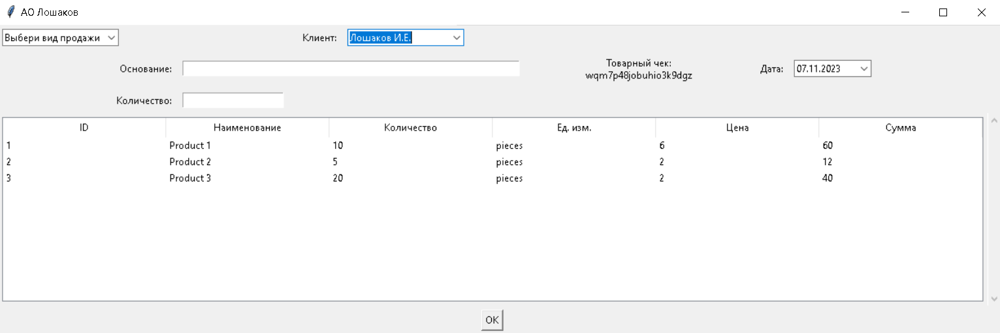 АО Лошаков
Выбери вид продажи
Клиент:
Лошаков И.Е.
Основание:
Товарный чек:
wqm7p48jobuhio3k9dgz
Дата:
07.11.2023
Количество:
ID Наименование Количество Ед. изм. Цена Сумма
1 Product 1 10 pieces 6 60
2 Product 2 5 pieces 2 12
3 Product 3 20 pieces 2 40
OK